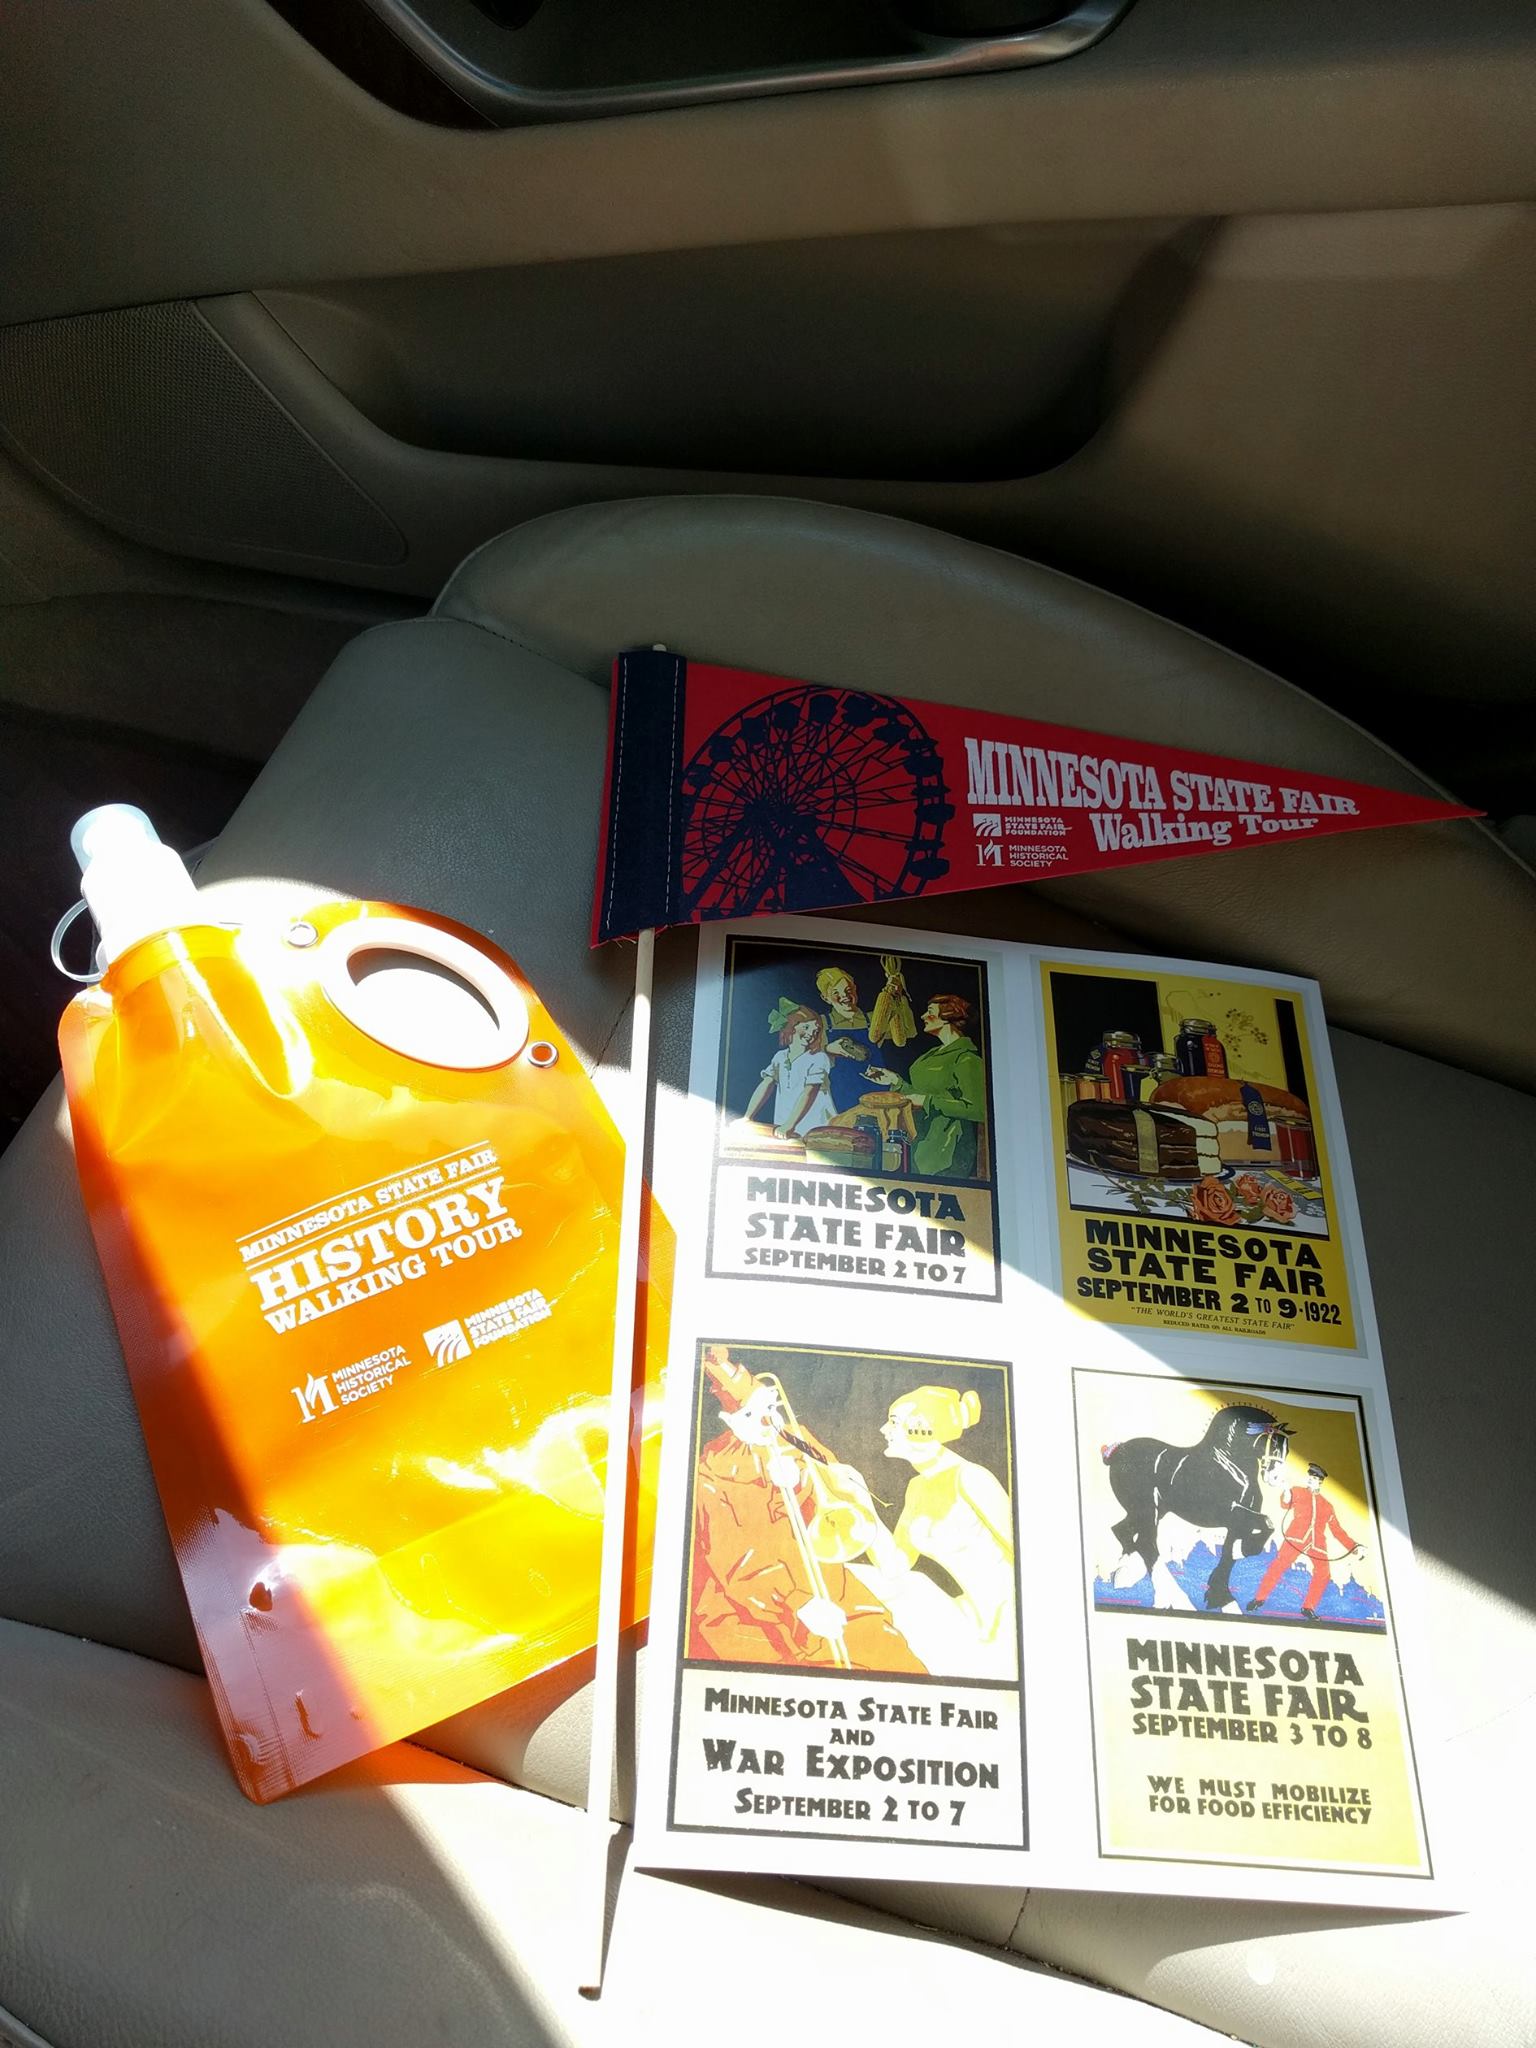 MINNESOTA STATE FAIR
Walking Tour
MINNESOTA
STATE FAIR
FOUNDATION
MINNESOTA
HISTORICAL
SOCIETY
MINNESOTA STATE FAIR
HISTORY
WALKING TOUR
MINNESOTA
HISTORICAL
SOCIETY
MINNESOTA
STATE FAIR
FOUNDATION
MINNESOTA
STATE FAIR
SEPTEMBER 2 TO 7
MINNESOTA
STATE FAIR
SEPTEMBER 2 TO 9·1922
"THE WORLD'S GREATEST STATE FAIR"
REDUCED RATES ON ALL RAILROADS
MINNESOTA STATE FAIR
AND
WAR EXPOSITION
SEPTEMBER 2 TO 7
MINNESOTA
STATE FAIR
SEPTEMBER 3 TO 8
WE MUST MOBILIZE
FOR FOOD EFFICIENCY